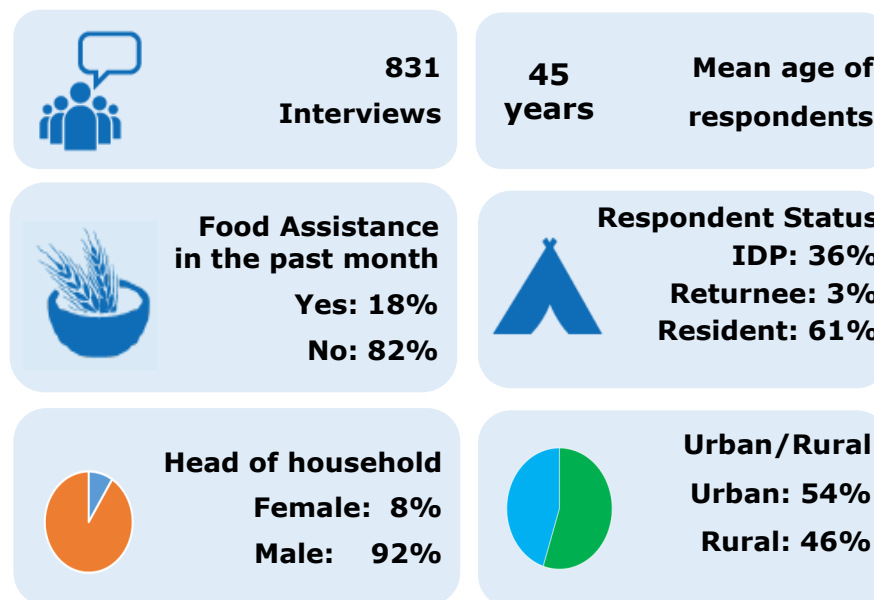 831
Interviews
45
years
Mean age of
respondents
Food Assistance
in the past month
Yes: 18%
No: 82%
Respondent Status
IDP: 36%
Returnee: 3%
Resident: 61%
Head of household
Female: 8%
Male: 92%
Urban/Rural
Urban: 54%
Rural: 46%